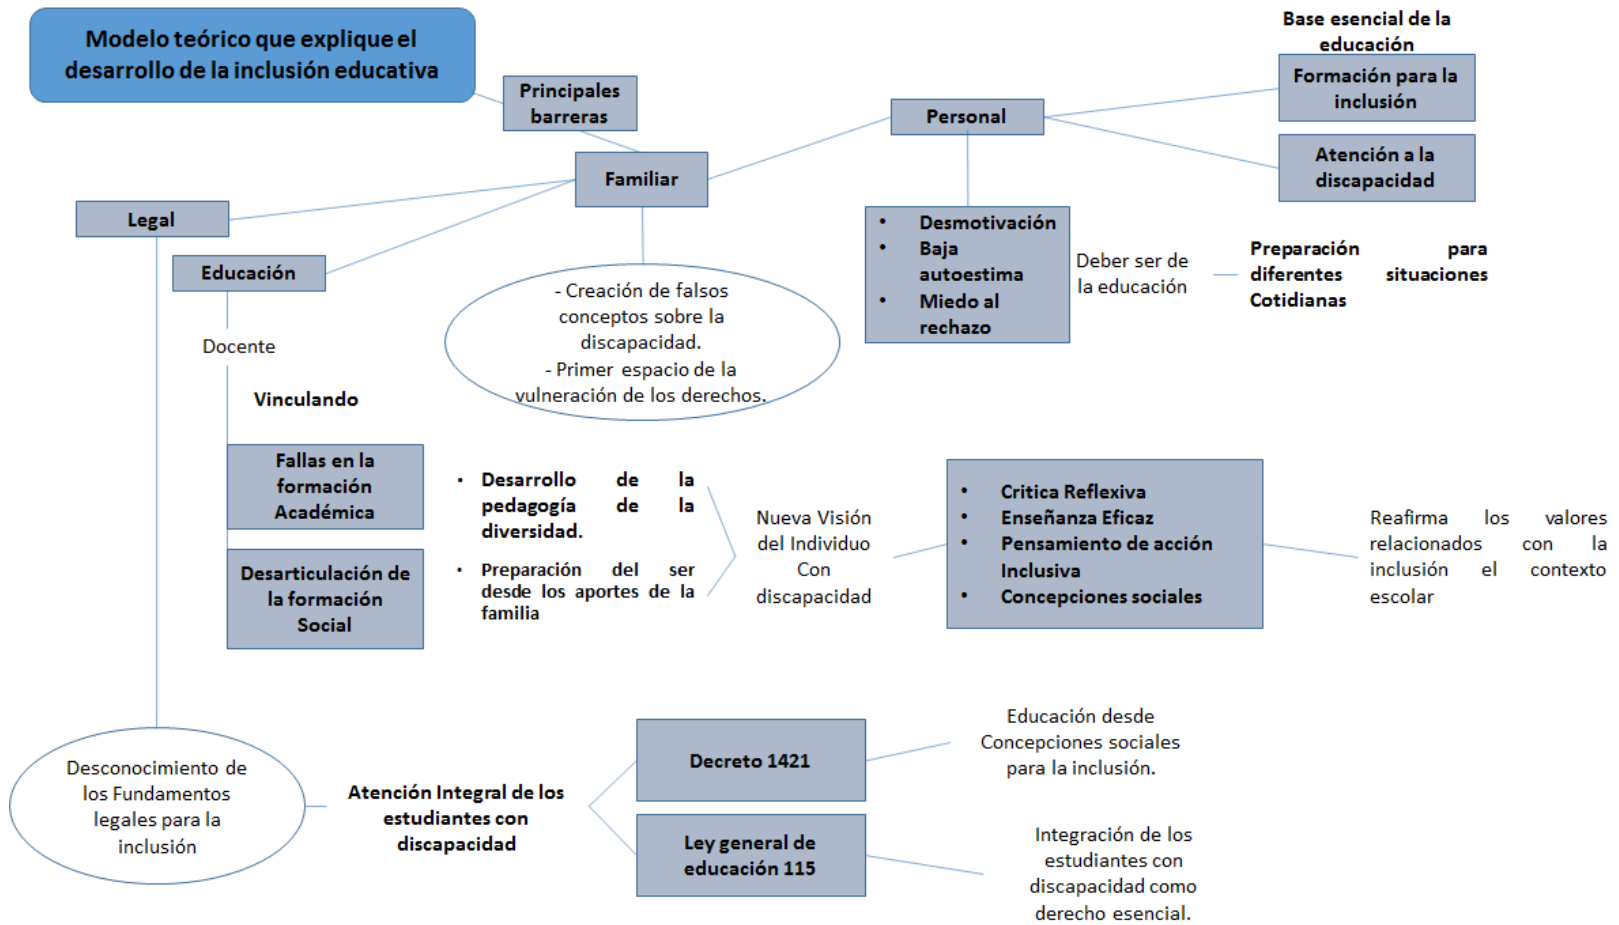 Modelo teórico que explique el
desarrollo de la inclusión educativa
Principales
barreras
Familiar
Personal
Base esencial de la
educación
Formación para la
inclusión
Atención a la
discapacidad
Legal
Educación
Docente
Vinculando
- Creación de falsos
conceptos sobre la
discapacidad.
- Primer espacio de la
vulneración de los derechos.
• Desmotivación
• Baja
autoestima
• Miedo al
rechazo
Deber ser de
la educación
Preparación para
diferentes situaciones
Cotidianas
Fallas en la
formación
Académica
Desarticulación de
la formación
Social
• Desarrollo de la
pedagogía de la
diversidad.
• Preparación del ser
desde los aportes de la
familia
Nueva Visión
del Individuo
Con
discapacidad
• Critica Reflexiva
• Enseñanza Eficaz
• Pensamiento de acción
Inclusiva
• Concepciones sociales
Reafirma los valores
relacionados con la
inclusión el contexto
escolar
Desconocimiento de
los Fundamentos
legales para la
inclusión
Atención Integral de los
estudiantes con
discapacidad
Decreto 1421
Educación desde
Concepciones sociales
para la inclusión.
Ley general de
educación 115
Integración de los
estudiantes con
discapacidad como
derecho esencial.